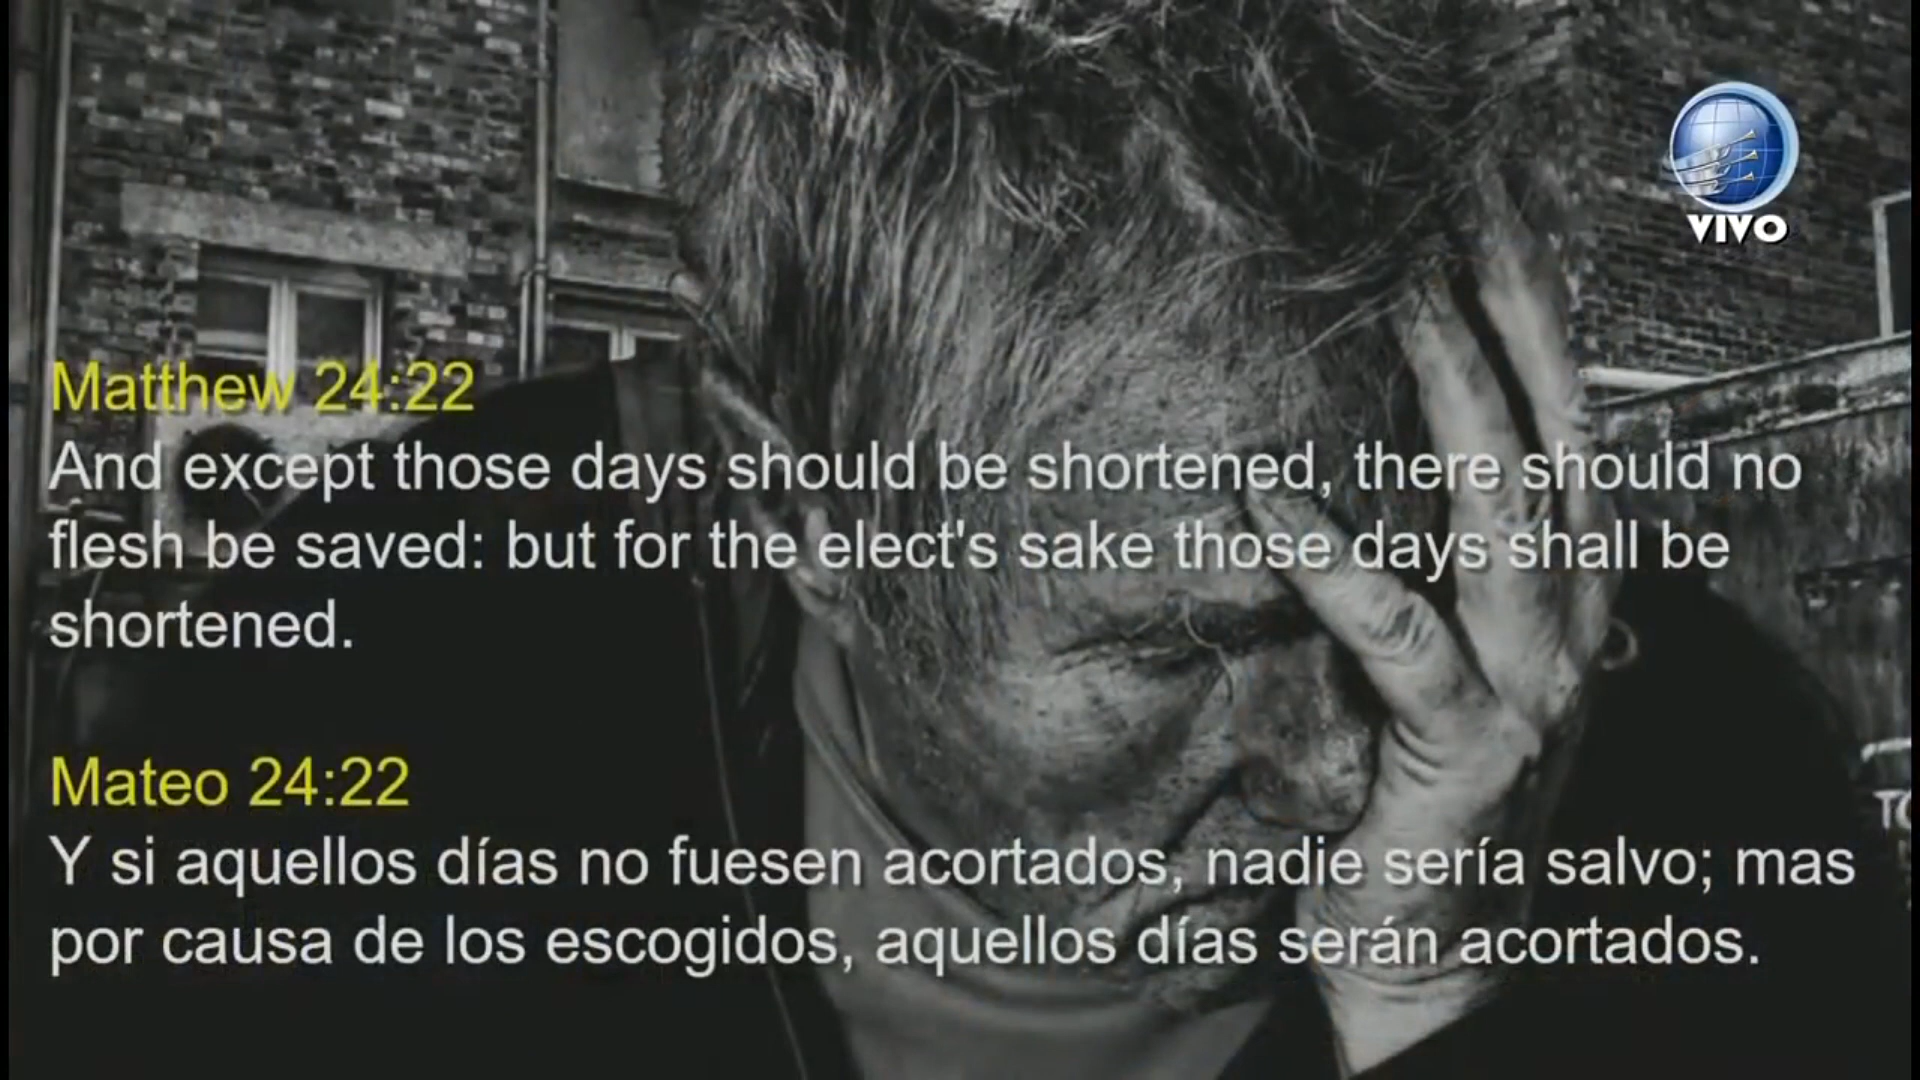 VIVO
Matthew 24:22
And except those days should be shortened, there should no
flesh be saved: but for the elect's sake those days shall be
shortened.
Mateo 24:22
Y si aquellos días no fuesen acortados, nadie sería salvo; mas
por causa de los escogidos, aquellos días serán acortados.